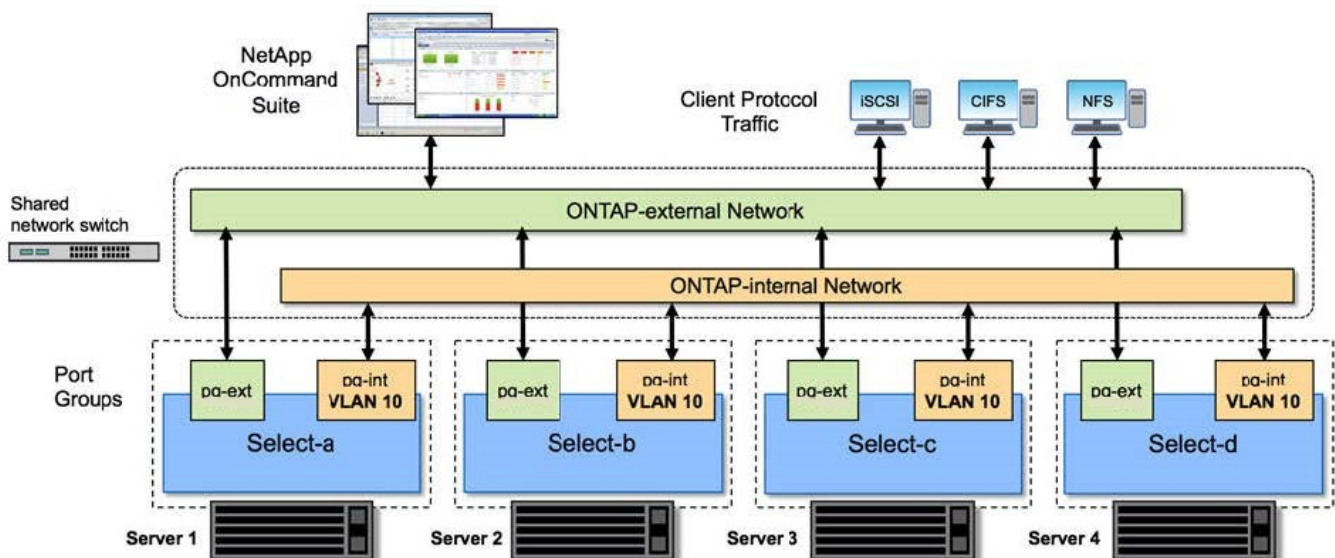 NetApp
OnCommand
Suite
Client Protocol
Traffic
iSCSI
CIFS
NFS
Shared
network switch
ONTAP-external Network
ONTAP-internal Network
Port
Groups
pg-ext
pg-int
VLAN 10
Select-a
pg-ext
pg-int
VLAN 10
Select-b
pg-ext
pg-int
VLAN 10
Select-c
pg-ext
pg-int
VLAN 10
Select-d
Server 1
Server 2
Server 3
Server 4